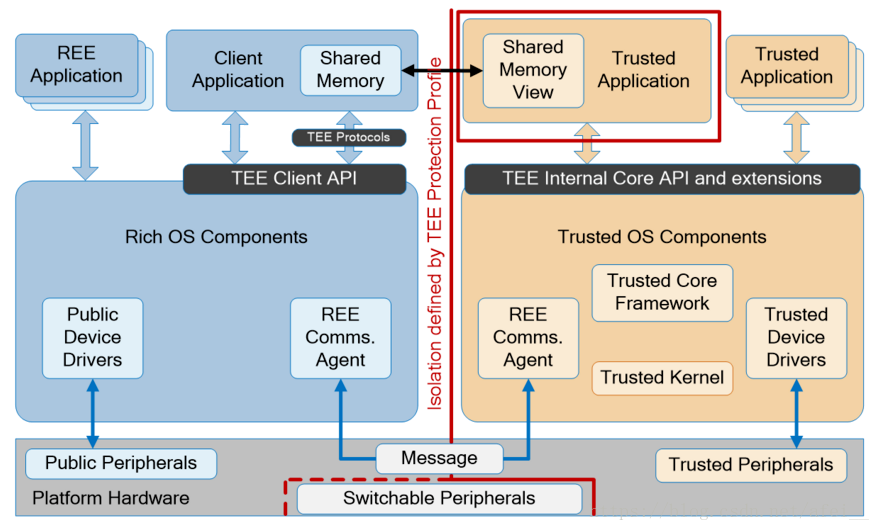 REE
Application
Client
Application
Shared
Memory
Shared
Memory
View
Trusted
Application
Trusted
Application
TEE Protocols
TEE Client API
TEE Internal Core API and extensions
Isolation defined by TEE Protection Profile
Rich OS Components
Trusted OS Components
Public
Device
Drivers
REE
Comms.
Agent
REE
Comms.
Agent
Trusted Core
Framework
Trusted Kernel
Trusted
Device
Drivers
Public Peripherals
Message
Trusted Peripherals
Platform Hardware
Switchable Peripherals